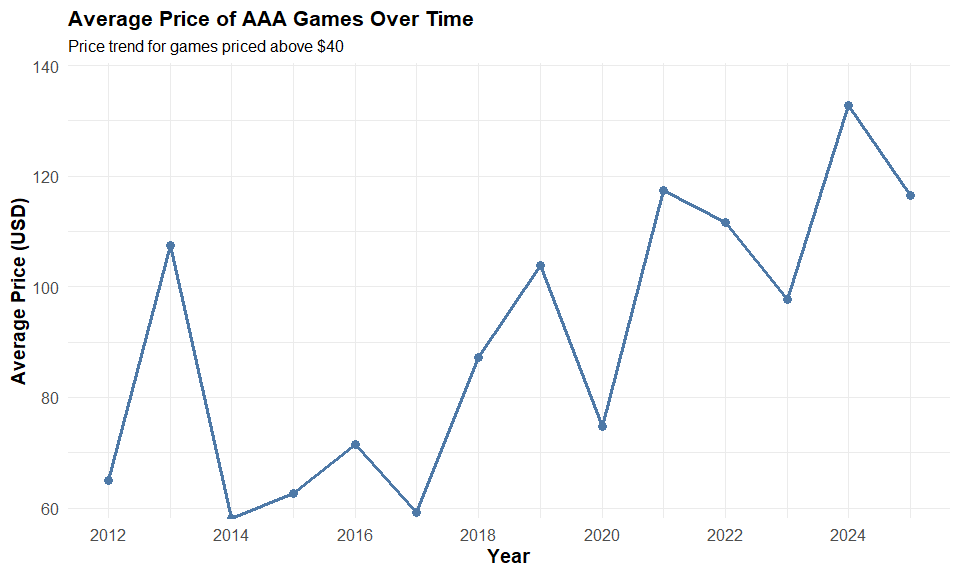 Average Price of AAA Games Over Time
Price trend for games priced above $40
140
120
100
80
60
Average Price (USD)
2012 2014 2016 2018 2020 2022 2024
Year